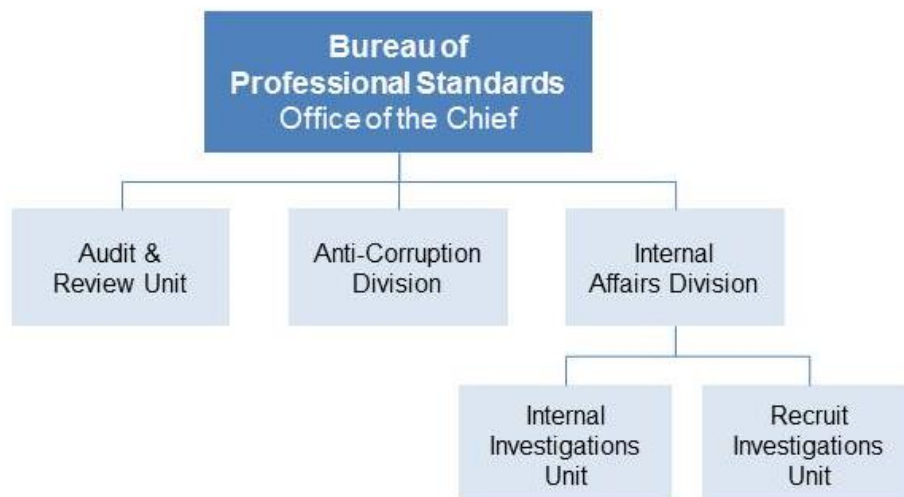 Bureau of
Professional Standards
Office of the Chief
Audit &
Review Unit
Anti-Corruption
Division
Internal
Affairs Division
Internal
Investigations
Unit
Recruit
Investigations
Unit